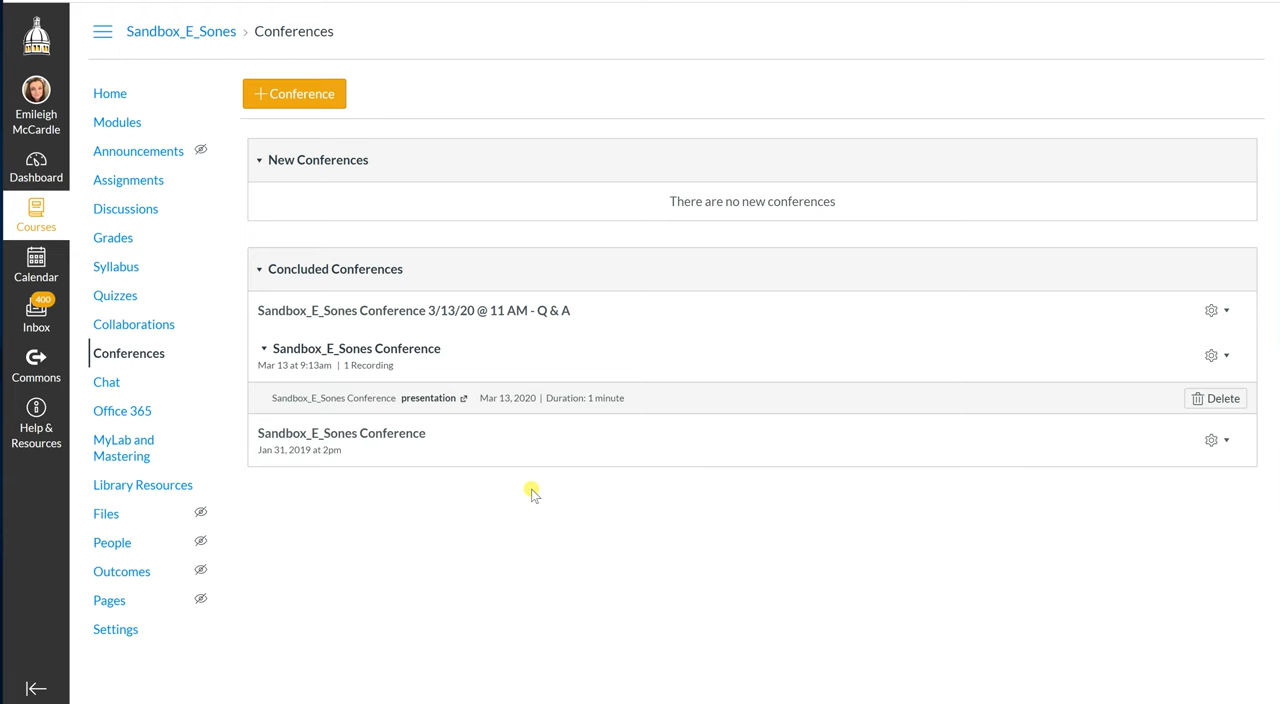 Sandbox_E_Sones › Conferences
Emileigh
McCardle
Dashboard
Courses
Calendar
400
Inbox
Commons
Help &
Resources
Home
Modules
Announcements
Assignments
Discussions
Grades
Syllabus
Quizzes
Collaborations
Conferences
Chat
Office 365
MyLab and
Mastering
Library Resources
Files
People
Outcomes
Pages
Settings
+ Conference
New Conferences
There are no new conferences
Concluded Conferences
Sandbox_E_Sones Conference 3/13/20 @ 11 AM - Q & A
Sandbox_E_Sones Conference
Mar 13 at 9:13am | 1 Recording
Sandbox_E_Sones Conference presentation Mar 13, 2020 | Duration: 1 minute Delete
Sandbox_E_Sones Conference
Jan 31, 2019 at 2pm